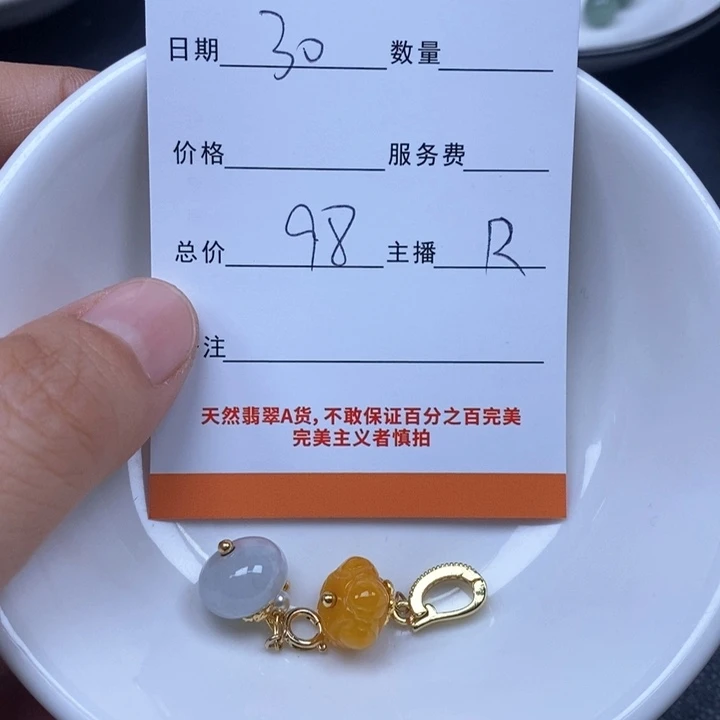 日期 30 数量
价格 服务费
总价 98 主播 R
注
天然翡翠A货,不敢保证百分之百完美
完美主义者慎拍